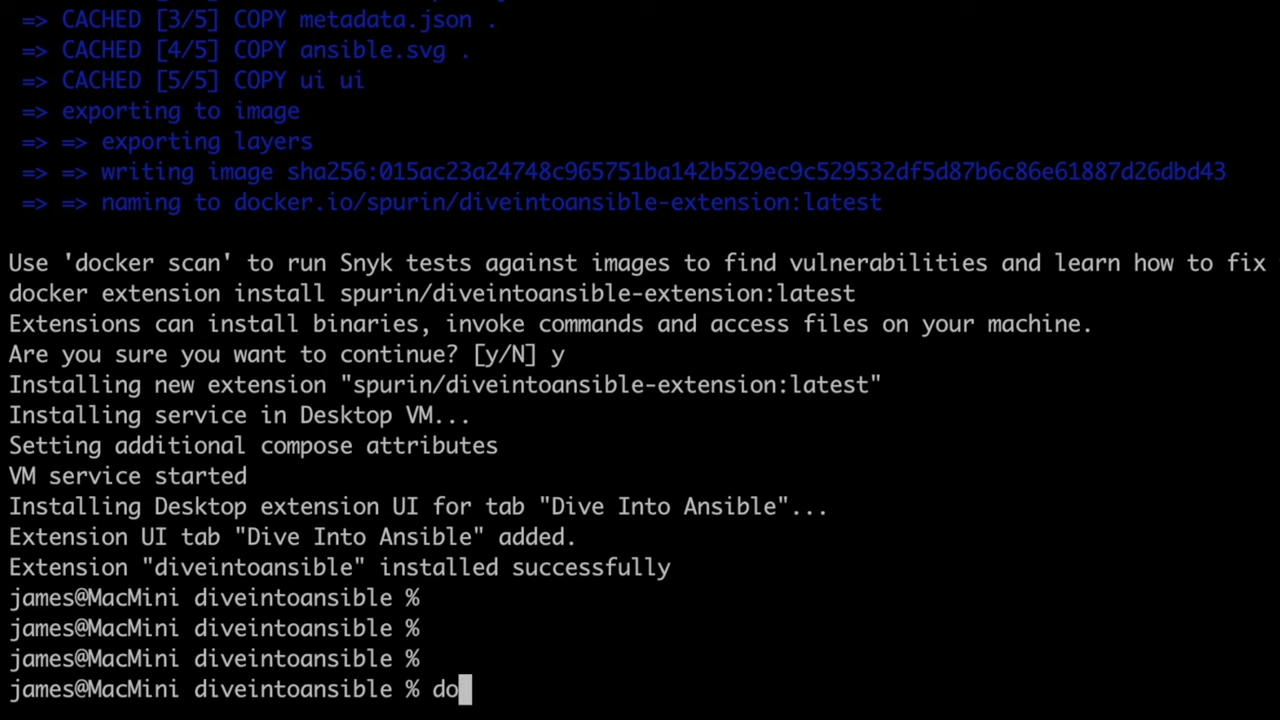 => CACHED [3/5] COPY metadata.json .
=> CACHED [4/5] COPY ansible.svg .
=> CACHED [5/5] COPY ui ui
=> exporting to image
=> => exporting layers
=> => writing image sha256:015ac23a24748c965751ba142b529ec9c529532df5d87b6c86e61887d26dbd43
=> => naming to docker.io/spurin/diveintoansible-extension:latest
Use 'docker scan' to run Snyk tests against images to find vulnerabilities and learn how to fix
docker extension install spurin/diveintoansible-extension:latest
Extensions can install binaries, invoke commands and access files on your machine.
Are you sure you want to continue? [y/N] y
Installing new extension "spurin/diveintoansible-extension:latest"
Installing service in Desktop VM...
Setting additional compose attributes
VM service started
Installing Desktop extension UI for tab "Dive Into Ansible"...
Extension UI tab "Dive Into Ansible" added.
Extension "diveintoansible" installed successfully
james@MacMini diveintoansible %
james@MacMini diveintoansible %
james@MacMini diveintoansible %
james@MacMini diveintoansible % do